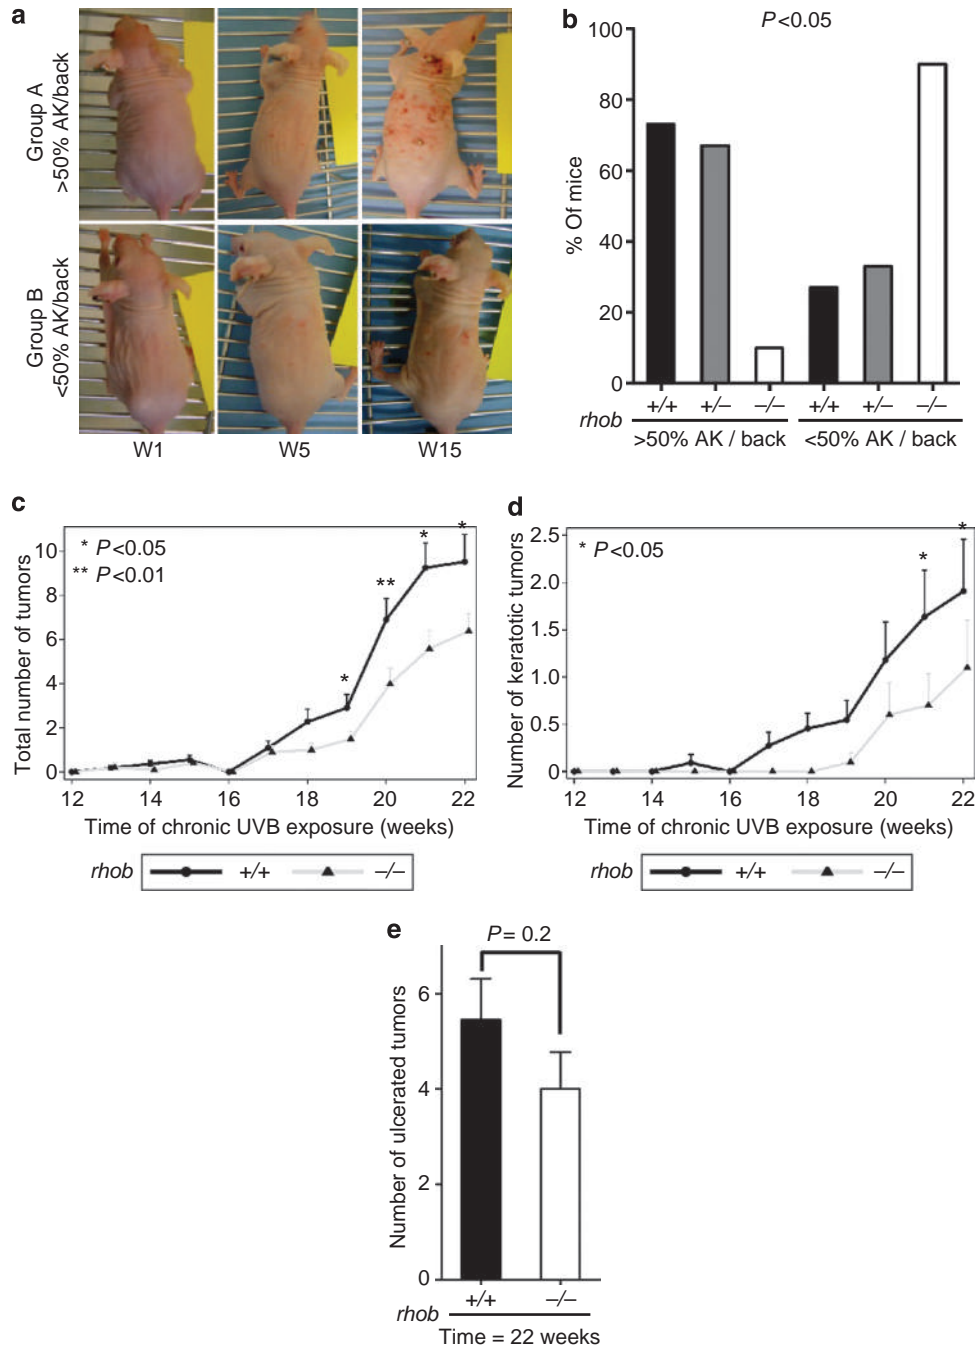 a
Group A
>50% AK/back
Group B
<50% AK/back
W1 W5 W15
b
P<0.05
% Of mice
100
80
60
40
20
0
+/+ +/– –/– +/+ +/– –/–
rhob
>50% AK / back <50% AK / back
c
* P<0.05
** P<0.01
* ** * *
Total number of tumors
10
8
6
4
2
0
12 14 16 18 20 22
Time of chronic UVB exposure (weeks)
rhob +/+ –/–
d
* P<0.05
* *
Number of keratotic tumors
2.5
2.0
1.5
1.0
0.5
0
12 14 16 18 20 22
Time of chronic UVB exposure (weeks)
rhob +/+ –/–
e
P= 0.2
Number of ulcerated tumors
6
4
2
0
+/+ –/–
rhob
Time = 22 weeks